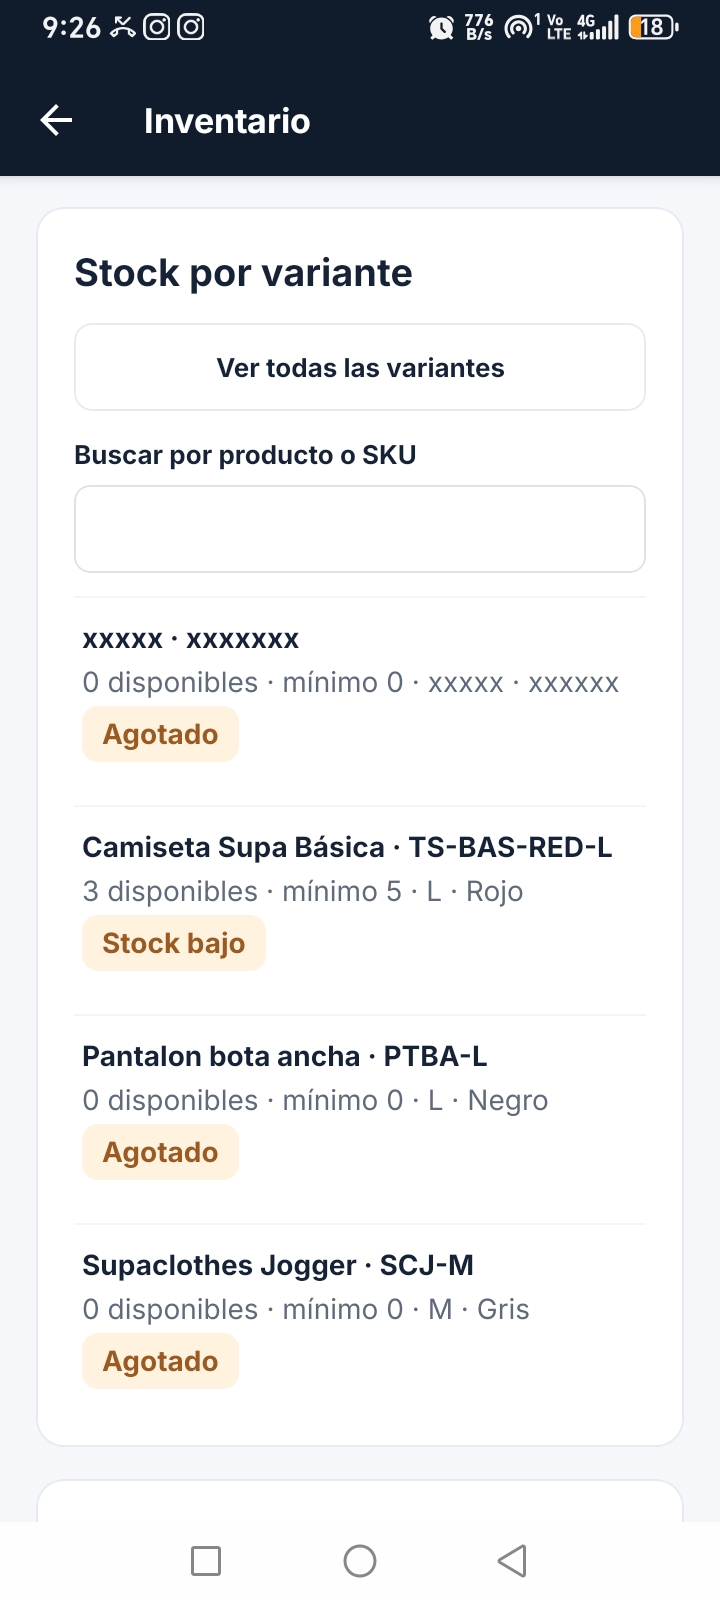 9:26
776 B/s
1
Vo LTE
4G
18
Inventario
Stock por variante
Ver todas las variantes
Buscar por producto o SKU
xxxxx · xxxxxxx
0 disponibles · mínimo 0 · xxxxx · xxxxxx
Agotado
Camiseta Supa Básica · TS-BAS-RED-L
3 disponibles · mínimo 5 · L · Rojo
Stock bajo
Pantalon bota ancha · PTBA-L
0 disponibles · mínimo 0 · L · Negro
Agotado
Supaclothes Jogger · SCJ-M
0 disponibles · mínimo 0 · M · Gris
Agotado